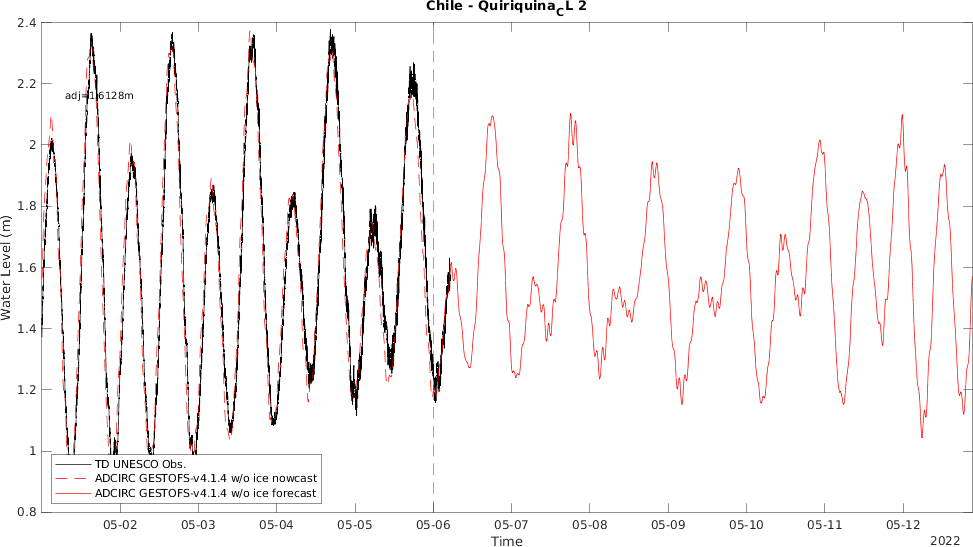 Chile - Quiriquina_CL 2
2.4
2.2
adj=1.6128m
2
1.8
1.6
1.4
1.2
1
0.8
Water Level (m)
TD UNESCO Obs.
ADCIRC GESTOFS-v4.1.4 w/o ice nowcast
ADCIRC GESTOFS-v4.1.4 w/o ice forecast
05-02 05-03 05-04 05-05 05-06 05-07 05-08 05-09 05-10 05-11 05-12
Time
2022